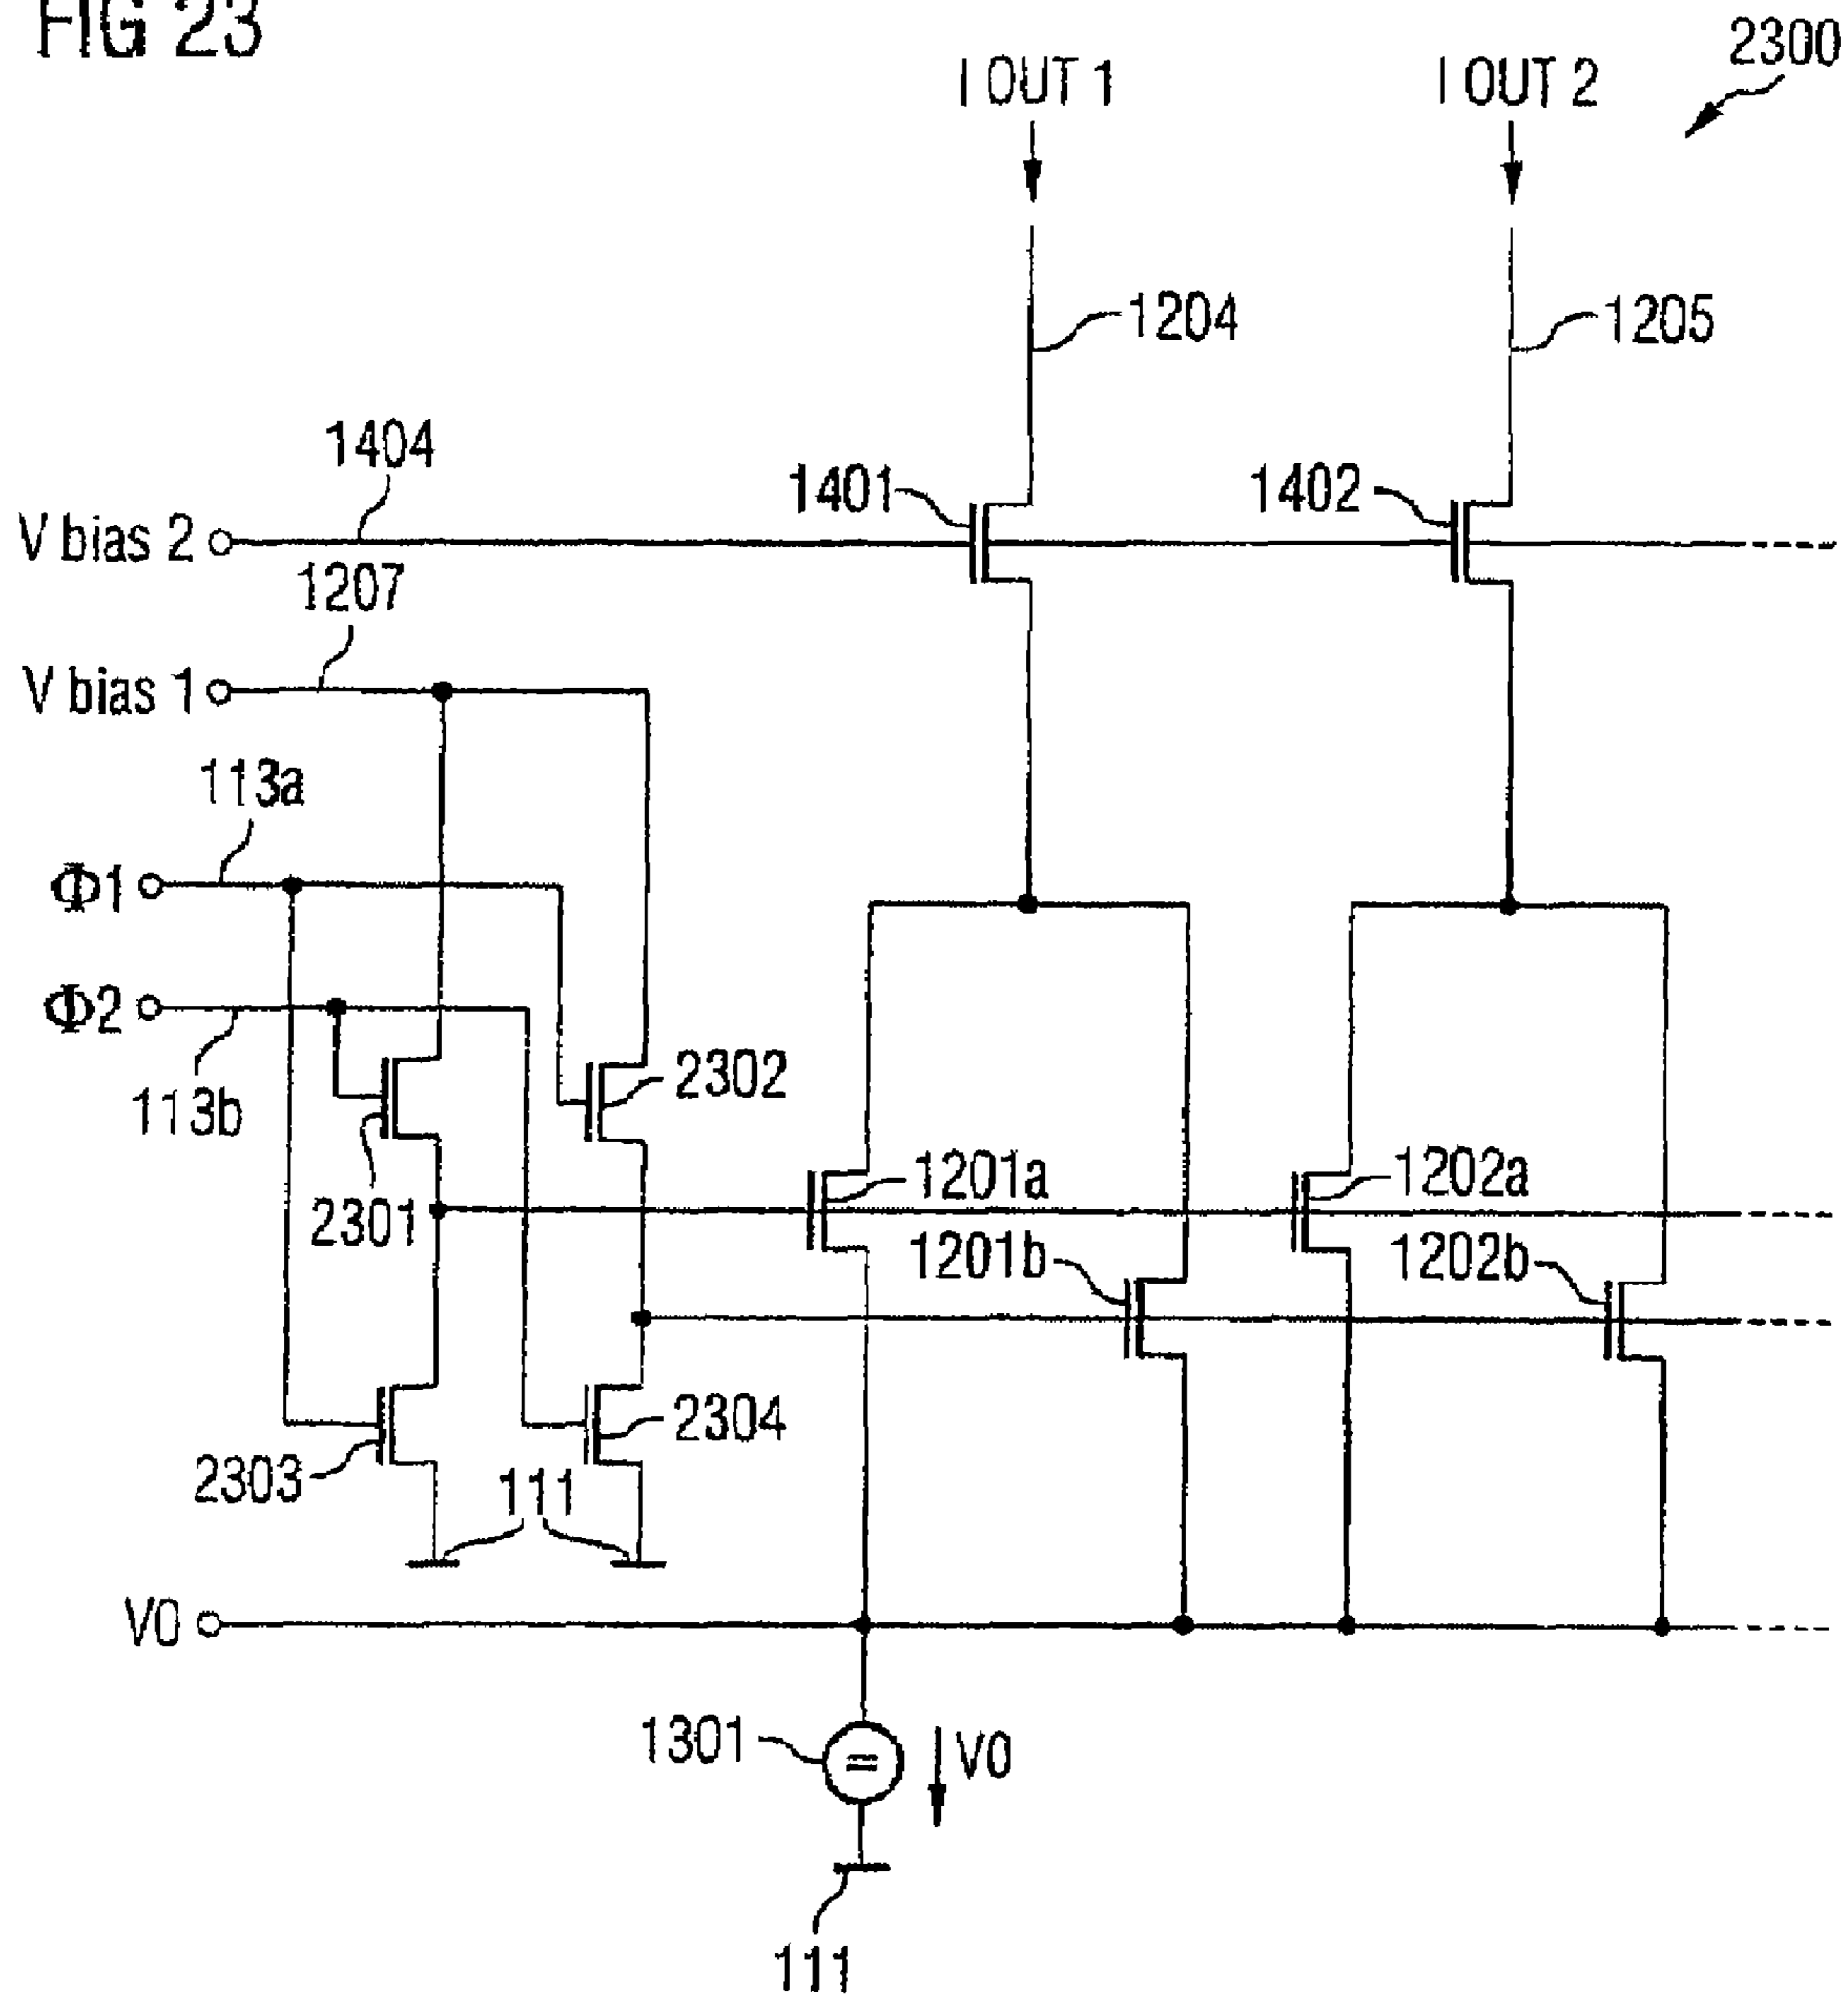 FIG 23
2300
I OUT 1
I OUT 2
1204
1205
1404
1401
1402
V bias 2
1207
V bias 1
113a
Φ1
Φ2
113b
2302
2301
1201a
1202a
1201b
1202b
2303
2304
111
V0
1301
=
V0
111